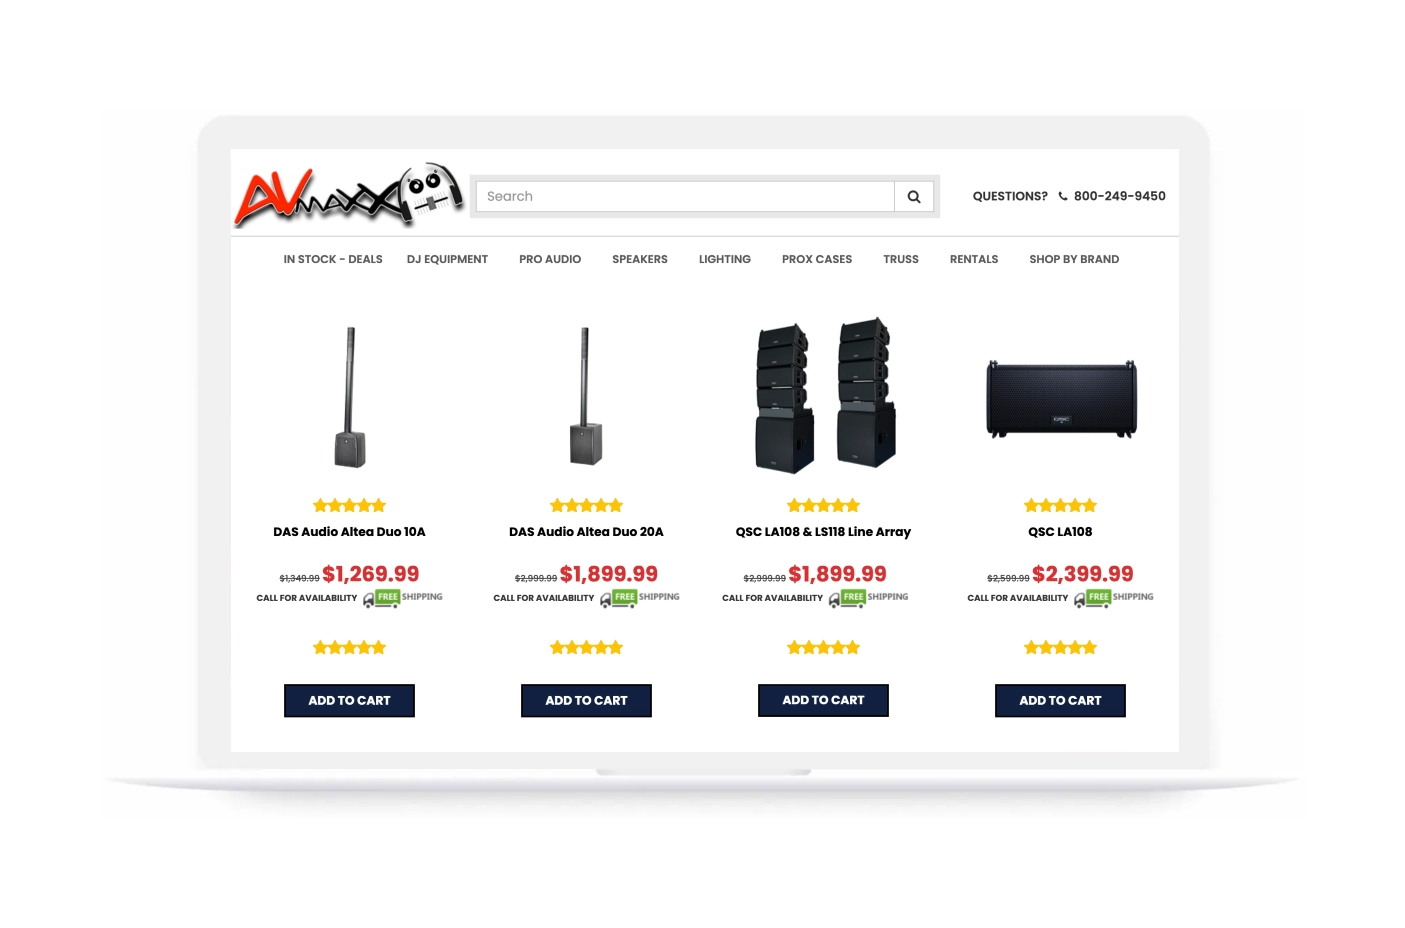 AVMAXX
Search
QUESTIONS? 800-249-9450
IN STOCK - DEALS DJ EQUIPMENT PRO AUDIO SPEAKERS LIGHTING PROX CASES TRUSS RENTALS SHOP BY BRAND
QSC
DAS Audio Altea Duo 10A
$1,349.99 $1,269.99
CALL FOR AVAILABILITY FREE SHIPPING
ADD TO CART
DAS Audio Altea Duo 20A
$2,999.99 $1,899.99
CALL FOR AVAILABILITY FREE SHIPPING
ADD TO CART
QSC LA108 & LS118 Line Array
$2,999.99 $1,899.99
CALL FOR AVAILABILITY FREE SHIPPING
ADD TO CART
QSC LA108
$2,599.99 $2,399.99
CALL FOR AVAILABILITY FREE SHIPPING
ADD TO CART